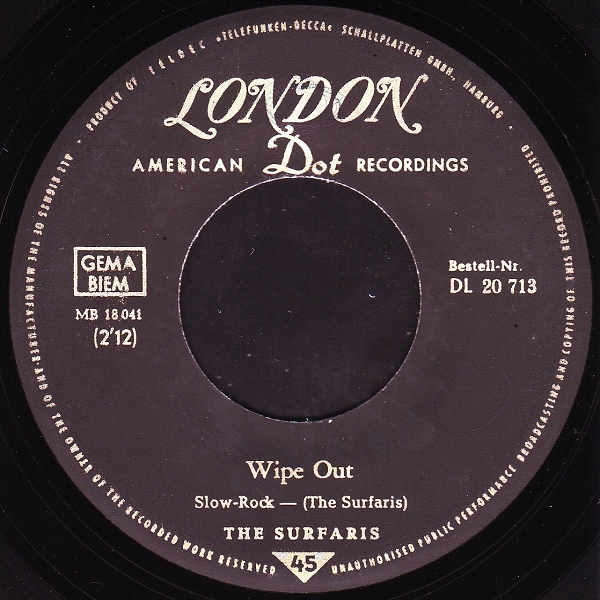 PRODUCT OF TELDEC »TELEFUNKEN-DECCA« SCHALLPLATTEN GMBH, HAMBURG
LONDON
AMERICAN Dot RECORDINGS
GEMA
BIEM
MB 18 041
(2'12)
Bestell-Nr.
DL 20 713
Wipe Out
Slow-Rock — (The Surfaris)
THE SURFARIS
45
ALL RIGHTS OF THE MANUFACTURER AND OF THE OWNER OF THE RECORDED WORK RESERVED
UNAUTHORISED PUBLIC PERFORMANCE BROADCASTING AND COPYING OF THIS RECORD PROHIBITED